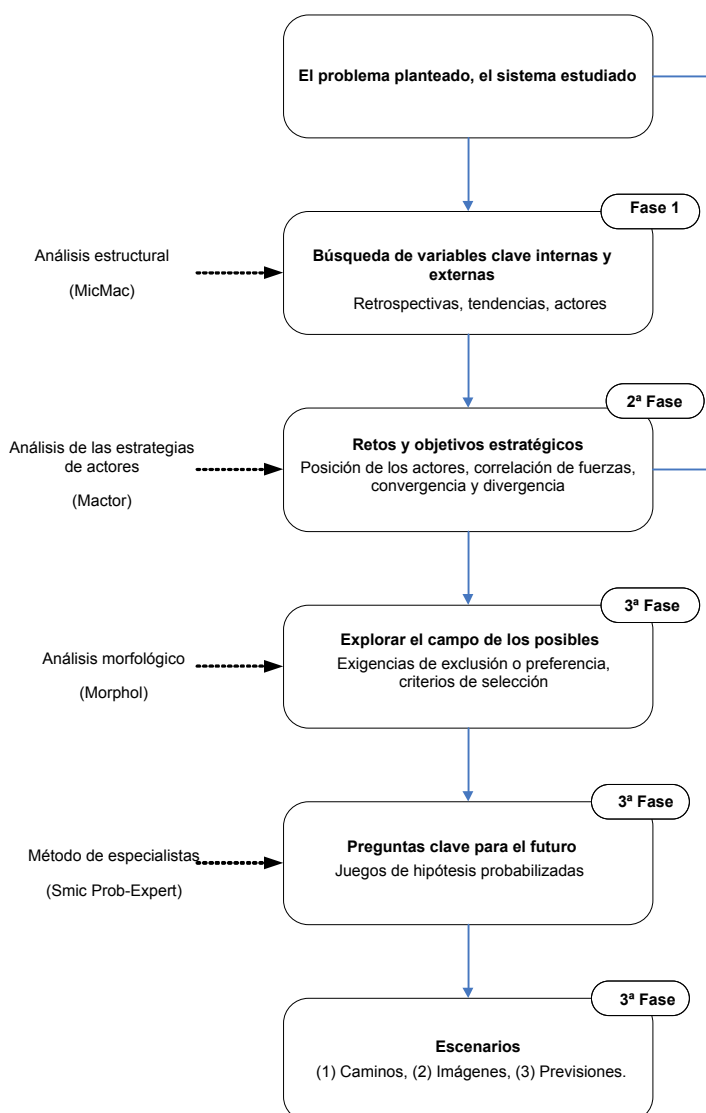 El problema planteado, el sistema estudiado
Fase 1
Búsqueda de variables clave internas y
externas
Retrospectivas, tendencias, actores
Análisis estructural
(MicMac)
2ª Fase
Retos y objetivos estratégicos
Posición de los actores, correlación de fuerzas,
convergencia y divergencia
Análisis de las estrategias
de actores
(Mactor)
3ª Fase
Explorar el campo de los posibles
Exigencias de exclusión o preferencia,
criterios de selección
Análisis morfológico
(Morphol)
3ª Fase
Preguntas clave para el futuro
Juegos de hipótesis probabilizadas
Método de especialistas
(Smic Prob-Expert)
3ª Fase
Escenarios
(1) Caminos, (2) Imágenes, (3) Previsiones.